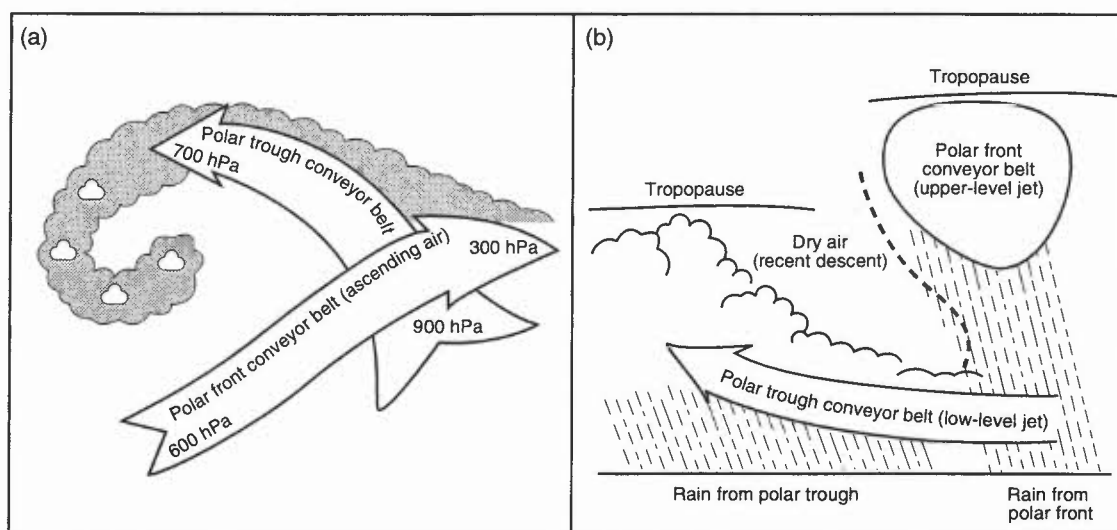 (a)
Polar trough conveyor belt
700 hPa
Polar front conveyor belt (ascending air)
300 hPa
900 hPa
600 hPa
(b)
Tropopause
Polar front
conveyor belt
(upper-level jet)
Tropopause
Dry air
(recent descent)
Polar trough conveyor belt (low-level jet)
Rain from polar trough
Rain from
polar front